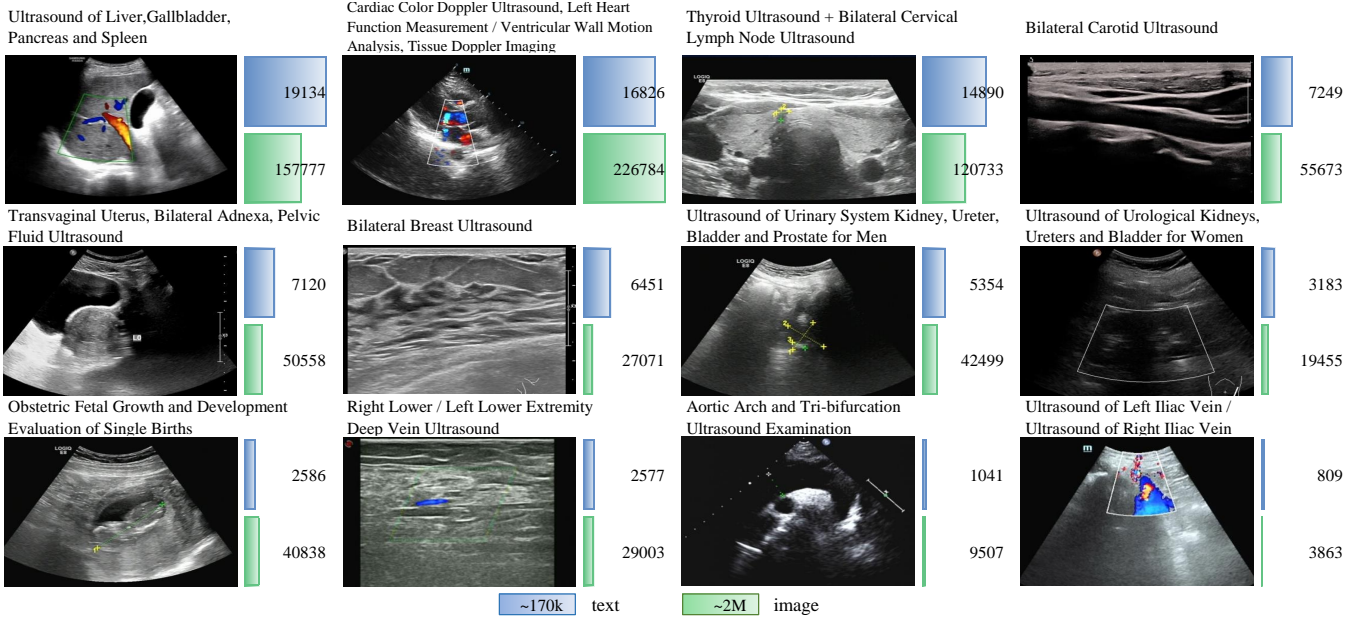 Ultrasound of Liver,Gallbladder,
Pancreas and Spleen
19134
157777
Cardiac Color Doppler Ultrasound, Left Heart
Function Measurement / Ventricular Wall Motion
Analysis, Tissue Doppler Imaging
16826
226784
Thyroid Ultrasound + Bilateral Cervical
Lymph Node Ultrasound
LOGIQ
E9
14890
120733
Bilateral Carotid Ultrasound
7249
55673
Transvaginal Uterus, Bilateral Adnexa, Pelvic
Fluid Ultrasound
7120
50558
Bilateral Breast Ultrasound
6451
27071
Ultrasound of Urinary System Kidney, Ureter,
Bladder and Prostate for Men
LOGIQ
E9
5354
42499
Ultrasound of Urological Kidneys,
Ureters and Bladder for Women
3183
19455
Obstetric Fetal Growth and Development
Evaluation of Single Births
LOGIQ
E9
2586
40838
Right Lower / Left Lower Extremity
Deep Vein Ultrasound
2577
29003
Aortic Arch and Tri-bifurcation
Ultrasound Examination
1041
9507
Ultrasound of Left Iliac Vein /
Ultrasound of Right Iliac Vein
809
3863
~170k text
~2M image